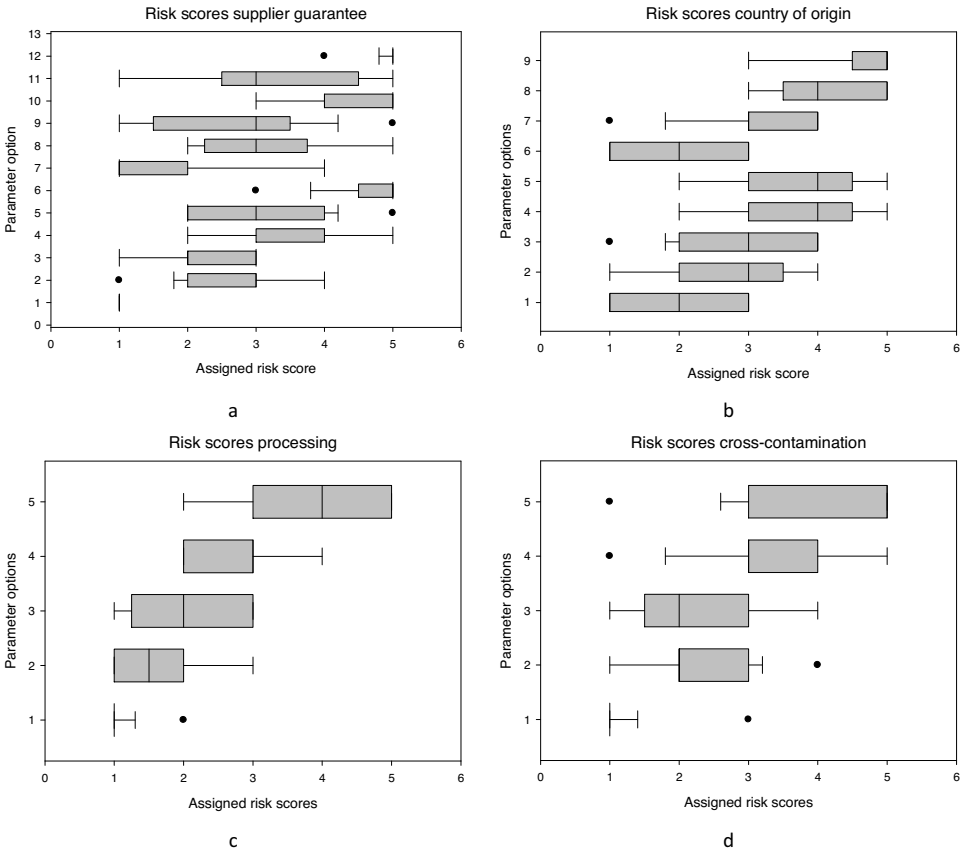 Risk scores supplier guarantee
13
12
11
10
9
8
7
6
5
4
3
2
1
0
Parameter option
0 1 2 3 4 5 6
Assigned risk score
a
Risk scores country of origin
9
8
7
6
5
4
3
2
1
Parameter options
0 1 2 3 4 5 6
Assigned risk score
b
Risk scores processing
5
4
3
2
1
Parameter options
0 1 2 3 4 5 6
Assigned risk scores
c
Risk scores cross-contamination
5
4
3
2
1
Parameter options
0 1 2 3 4 5 6
Assigned risk scores
d